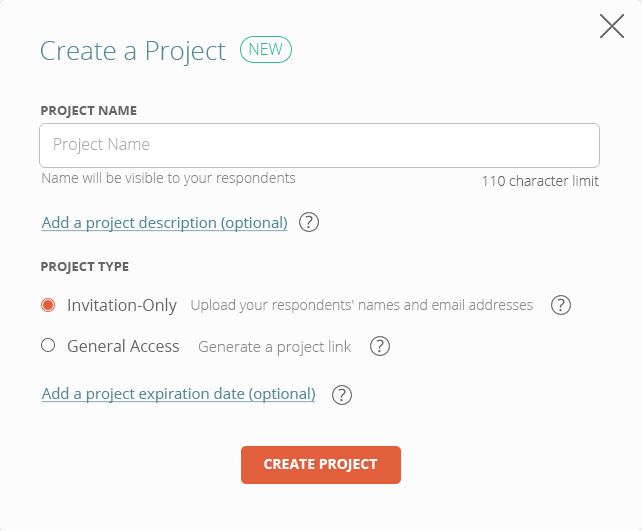 Create a Project NEW
PROJECT NAME
Project Name
Name will be visible to your respondents 110 character limit
Add a project description (optional) ?
PROJECT TYPE
Invitation-Only Upload your respondents' names and email addresses ?
General Access Generate a project link ?
Add a project expiration date (optional) ?
CREATE PROJECT